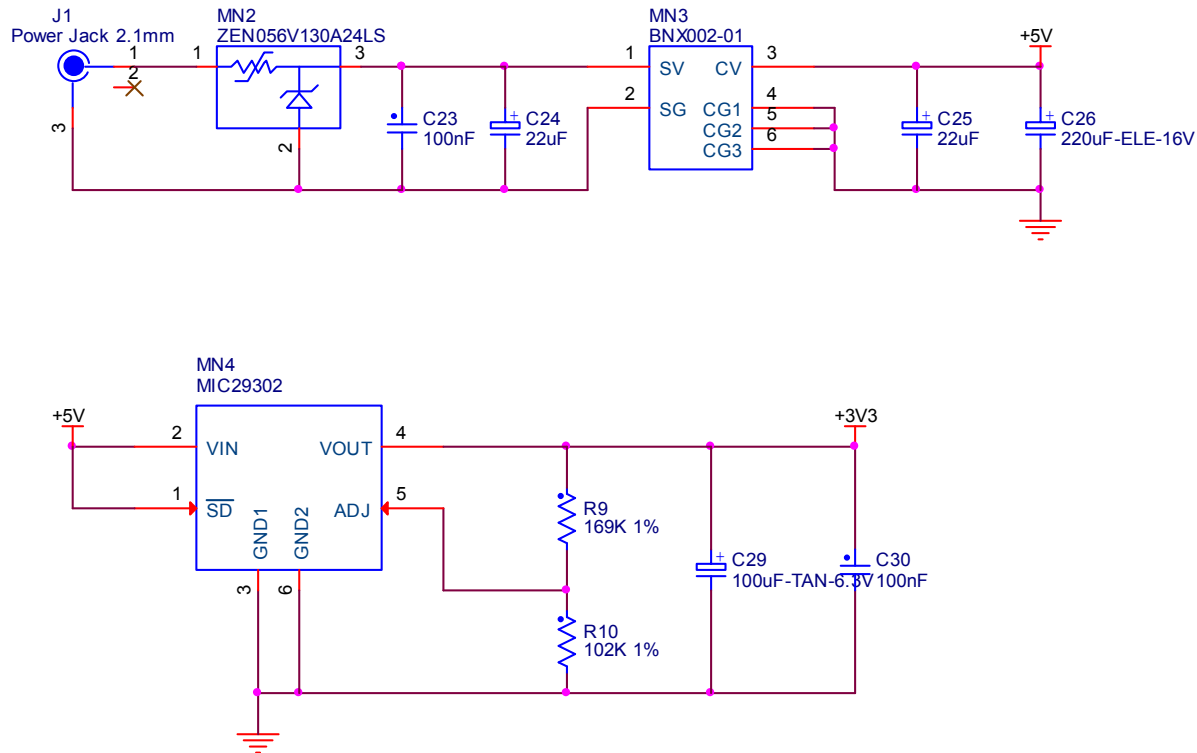 J1
Power Jack 2.1mm
1
2
3
MN2
ZEN056V130A24LS
1
3
2
C23
100nF
C24
22uF
MN3
BNX002-01
1
SV
CV
3
2
SG
CG1
4
CG2
5
CG3
6
+5V
C25
22uF
C26
220uF-ELE-16V
MN4
MIC29302
+5V
2
VIN
VOUT
4
1
SD
ADJ
5
GND1
GND2
3
6
+3V3
R9
169K 1%
R10
102K 1%
C29
100uF-TAN-6.3V
C30
100nF